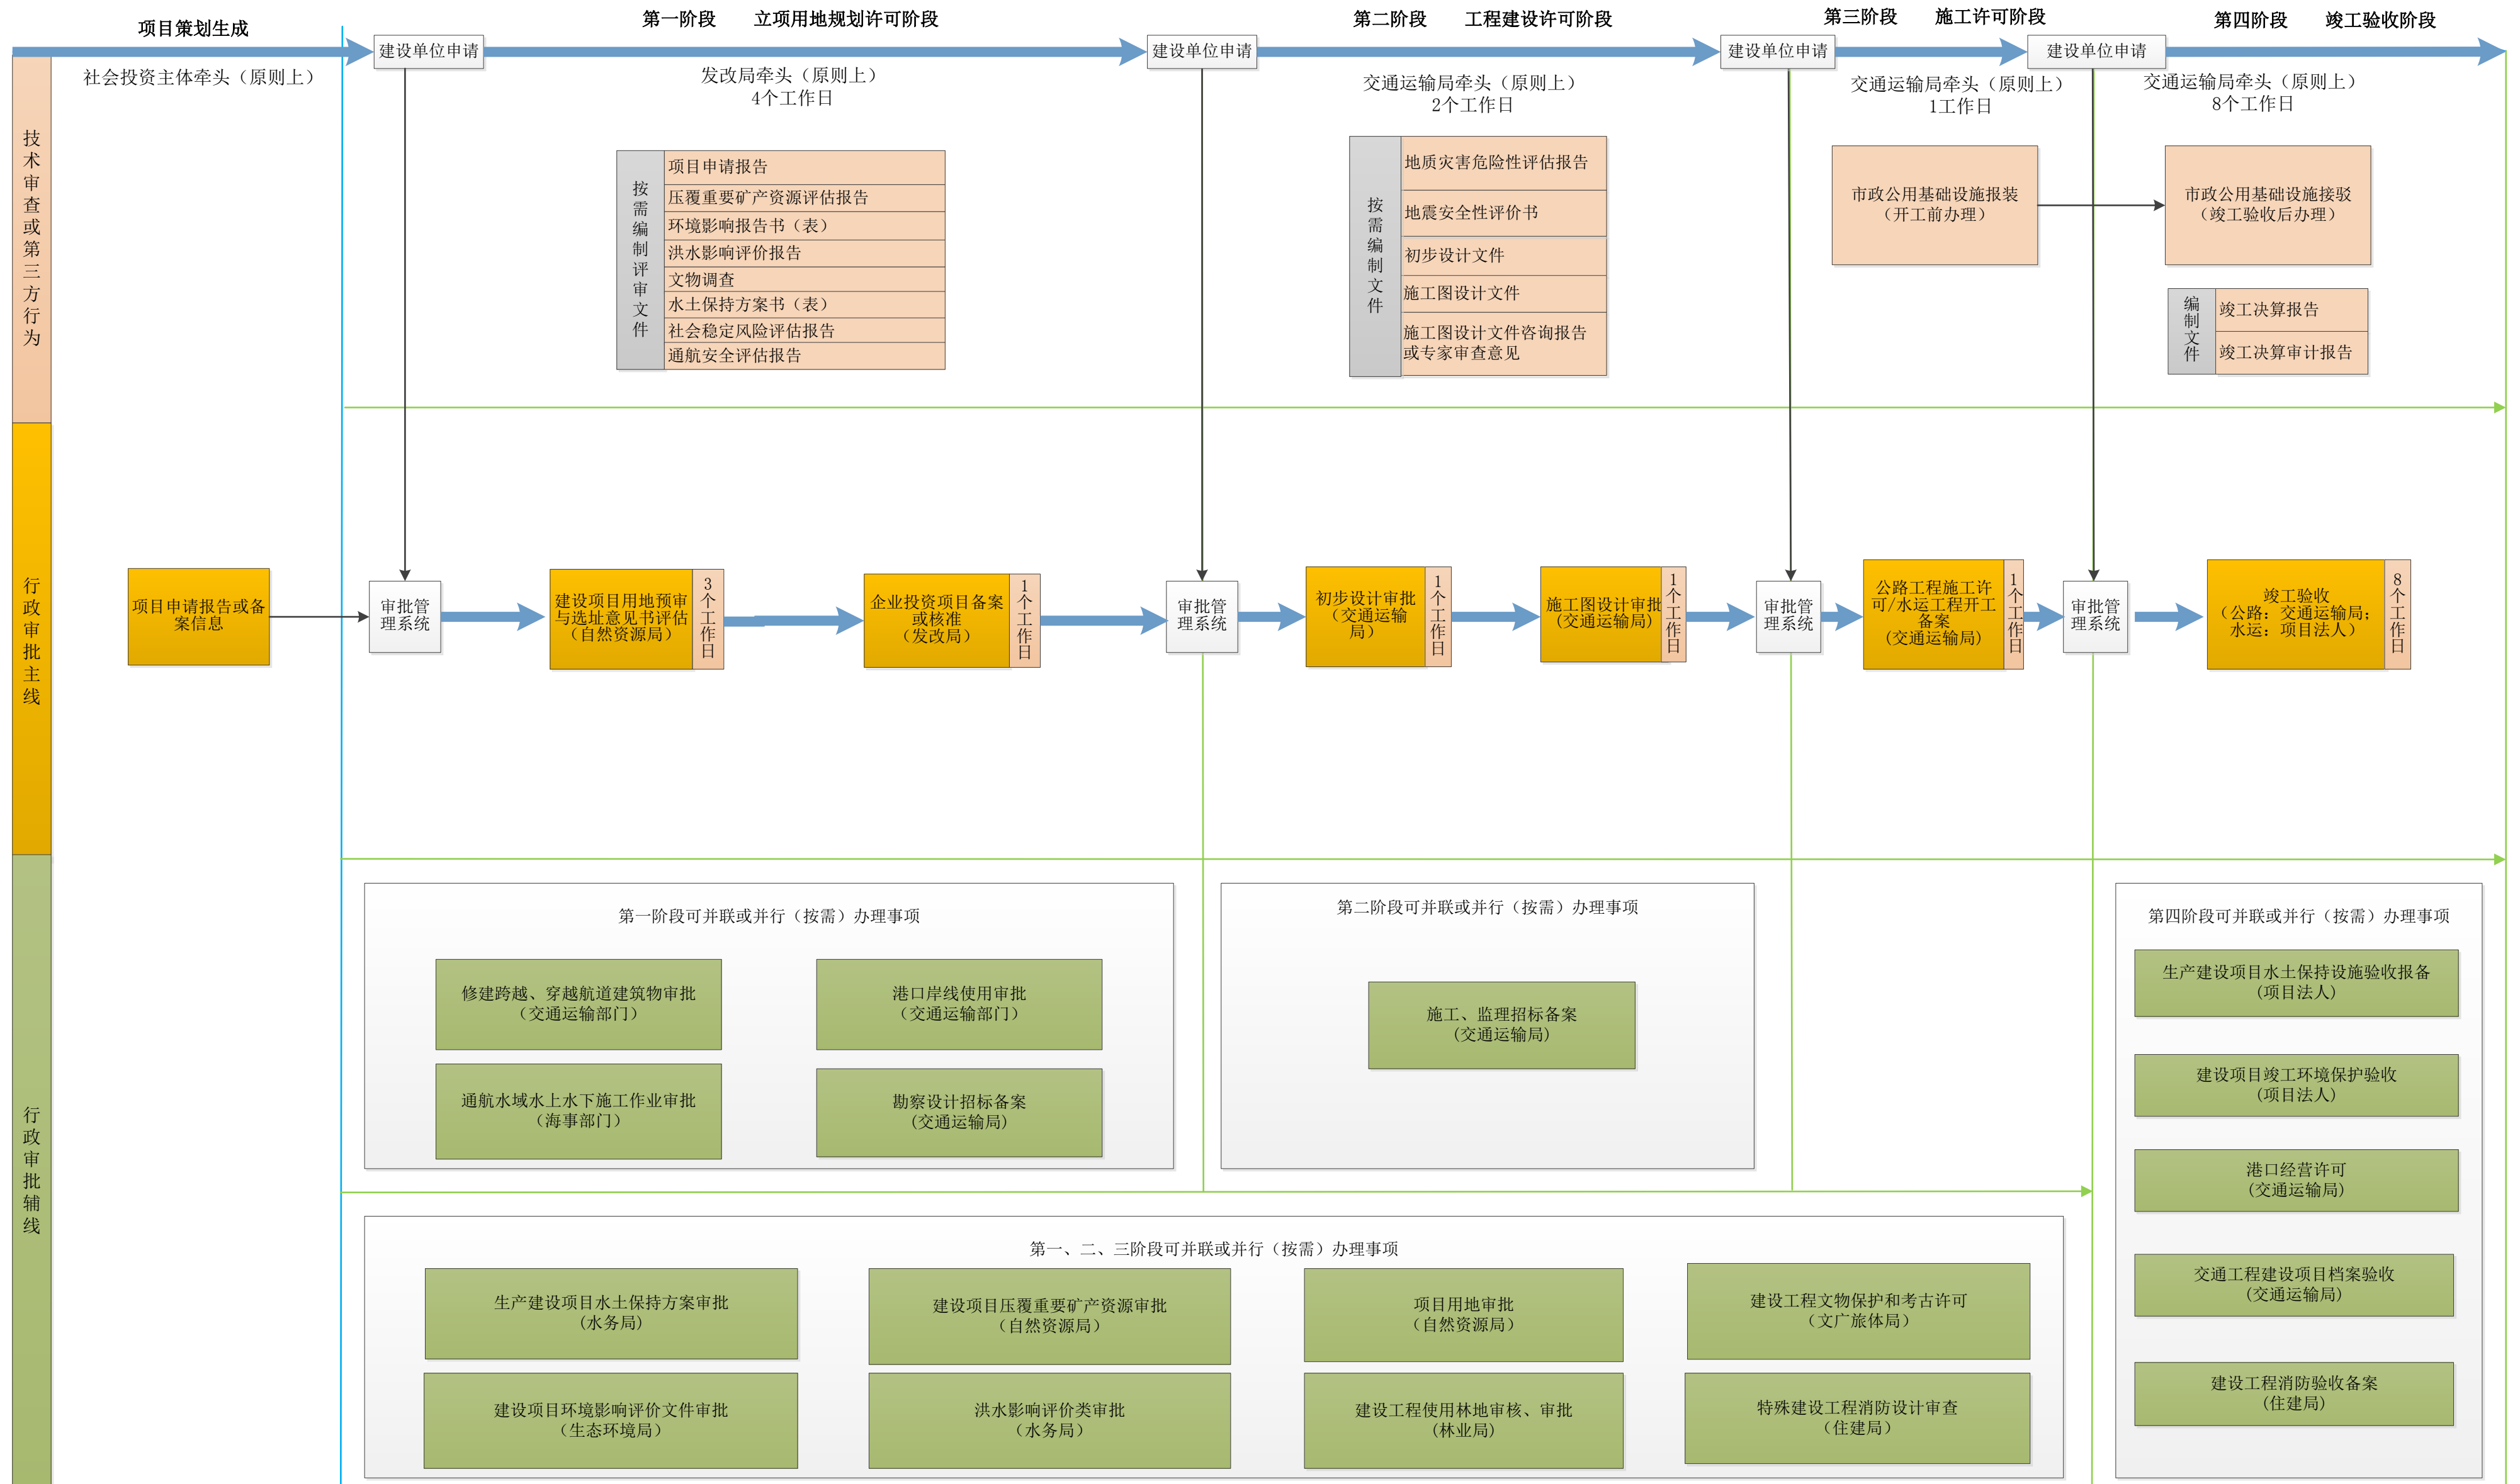 项目策划生成
第一阶段 立项用地规划许可阶段
第二阶段 工程建设许可阶段
第三阶段 施工许可阶段
第四阶段 竣工验收阶段
建设单位申请
建设单位申请
建设单位申请
建设单位申请
社会投资主体牵头（原则上）
发改局牵头（原则上）
4个工作日
交通运输局牵头（原则上）
2个工作日
交通运输局牵头（原则上）
1工作日
交通运输局牵头（原则上）
8个工作日
技术审查或第三方行为
按需编制评审文件
项目申请报告
压覆重要矿产资源评估报告
环境影响报告书（表）
洪水影响评价报告
文物调查
水土保持方案书（表）
社会稳定风险评估报告
通航安全评估报告
按需编制文件
地质灾害危险性评估报告
地震安全性评价书
初步设计文件
施工图设计文件
施工图设计文件咨询报告
或专家审查意见
市政公用基础设施报装
（开工前办理）
市政公用基础设施接驳
（竣工验收后办理）
编制文件
竣工决算报告
竣工决算审计报告
行政审批主线
项目申请报告或备
案信息
审批管
理系统
建设项目用地预审
与选址意见书评估
（自然资源局）
3个工作日
企业投资项目备案
或核准
（发改局）
1个工作日
审批管
理系统
初步设计审批
（交通运输
局）
1个工作日
施工图设计审批
(交通运输局)
1个工作日
审批管
理系统
公路工程施工许
可/水运工程开工
备案
(交通运输局)
1个工作日
审批管
理系统
竣工验收
（公路：交通运输局；
水运：项目法人）
8个工作日
行政审批辅线
第一阶段可并联或并行（按需）办理事项
修建跨越、穿越航道建筑物审批
（交通运输部门）
港口岸线使用审批
（交通运输部门）
通航水域水上水下施工作业审批
（海事部门）
勘察设计招标备案
(交通运输局)
第二阶段可并联或并行（按需）办理事项
施工、监理招标备案
(交通运输局)
第四阶段可并联或并行（按需）办理事项
生产建设项目水土保持设施验收报备
(项目法人)
建设项目竣工环境保护验收
(项目法人)
港口经营许可
(交通运输局)
交通工程建设项目档案验收
(交通运输局)
建设工程消防验收备案
(住建局)
第一、二、三阶段可并联或并行（按需）办理事项
生产建设项目水土保持方案审批
(水务局)
建设项目压覆重要矿产资源审批
（自然资源局）
项目用地审批
（自然资源局）
建设工程文物保护和考古许可
（文广旅体局）
建设项目环境影响评价文件审批
（生态环境局）
洪水影响评价类审批
（水务局）
建设工程使用林地审核、审批
(林业局)
特殊建设工程消防设计审查
（住建局）